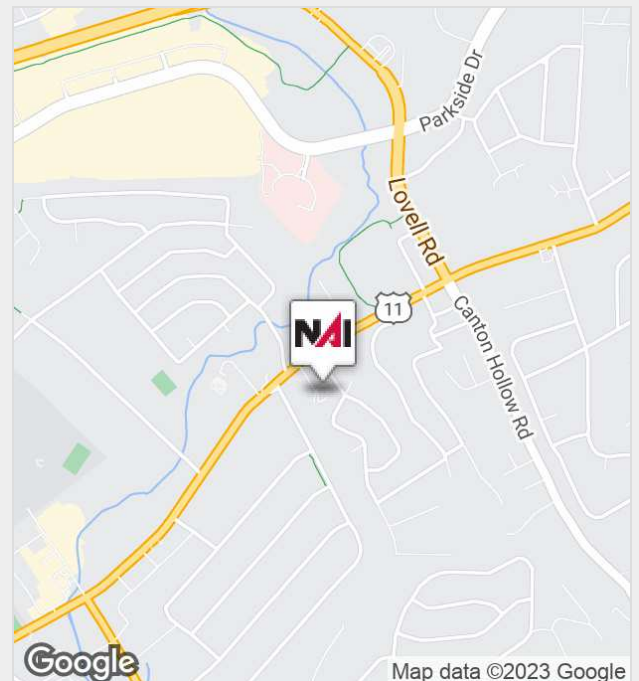 Parkside Dr
Lovell Rd
11
NAI
Canton Hollow Rd
Google
Map data ©2023 Google